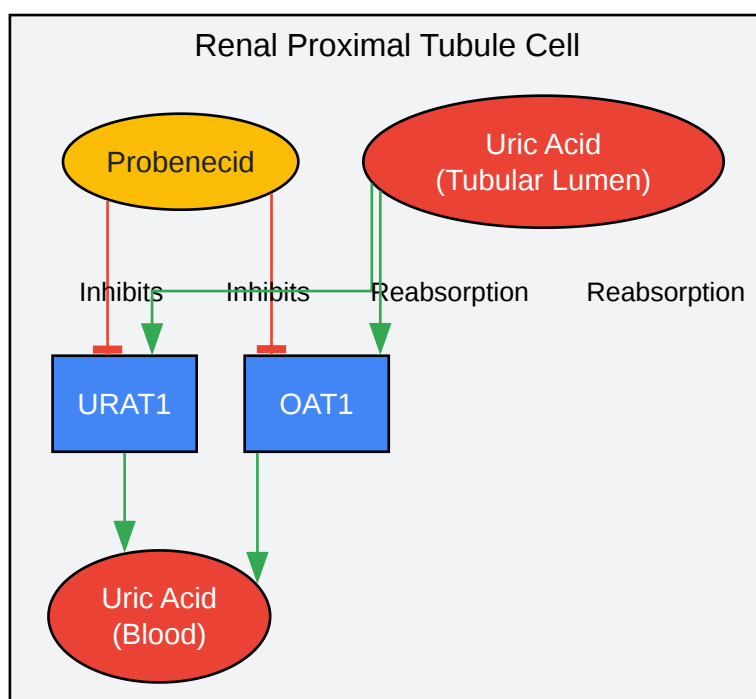 Renal Proximal Tubule Cell
Probenecid
Uric Acid
(Tubular Lumen)
Inhibits
Inhibits
Reabsorption
Reabsorption
URAT1
OAT1
Uric Acid
(Blood)